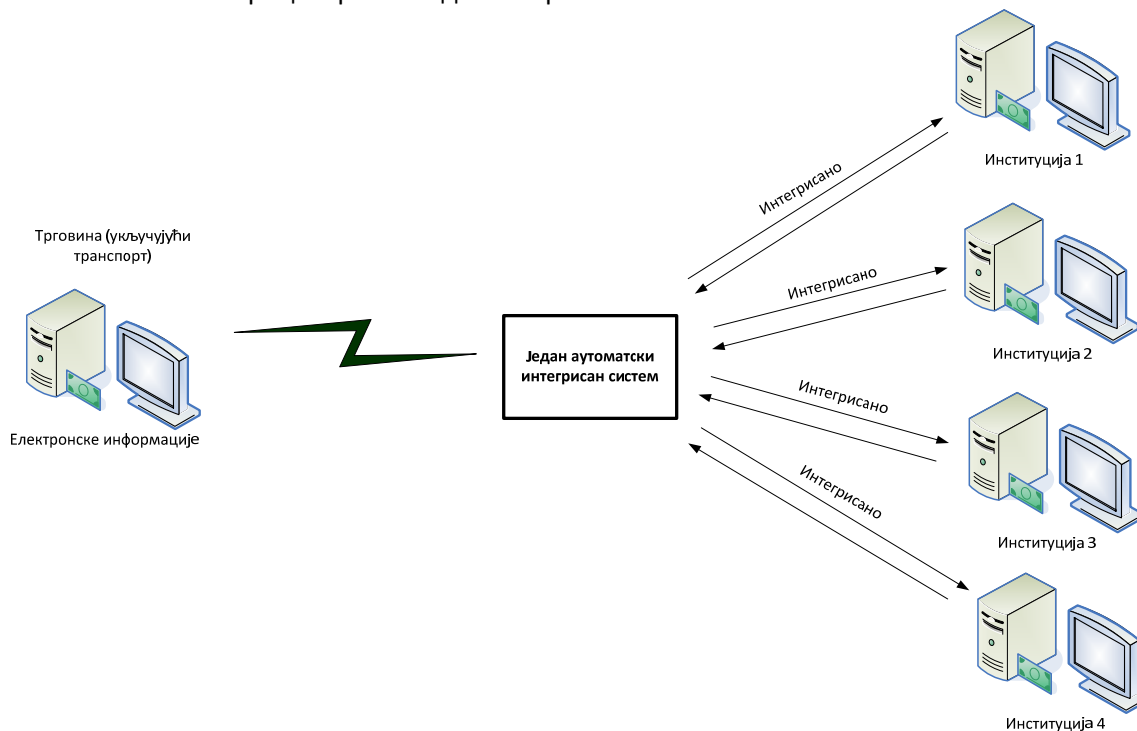 Трговина (укључујући
транспорт)
Електронске информације
Један аутоматски
интегрисан систем
Интегрисано
Институција 1
Интегрисано
Институција 2
Интегрисано
Институција 3
Интегрисано
Институција 4